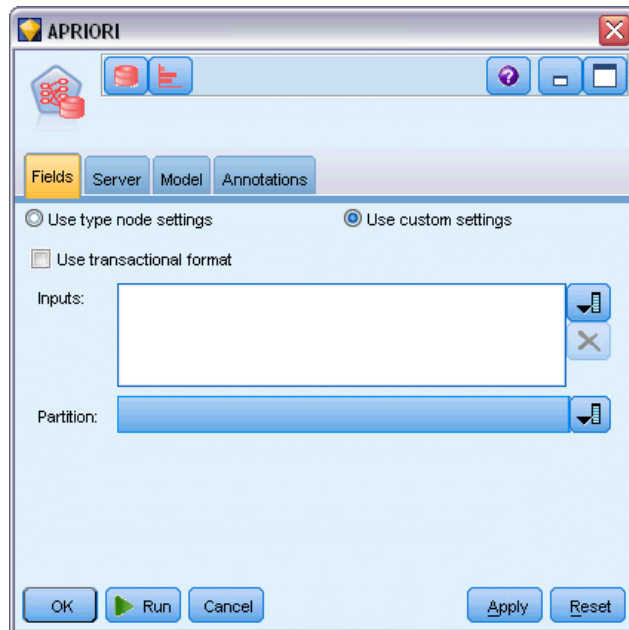 APRIORI
?
Fields Server Model Annotations
Use type node settings Use custom settings
Use transactional format
Inputs:
Partition:
OK Run Cancel Apply Reset